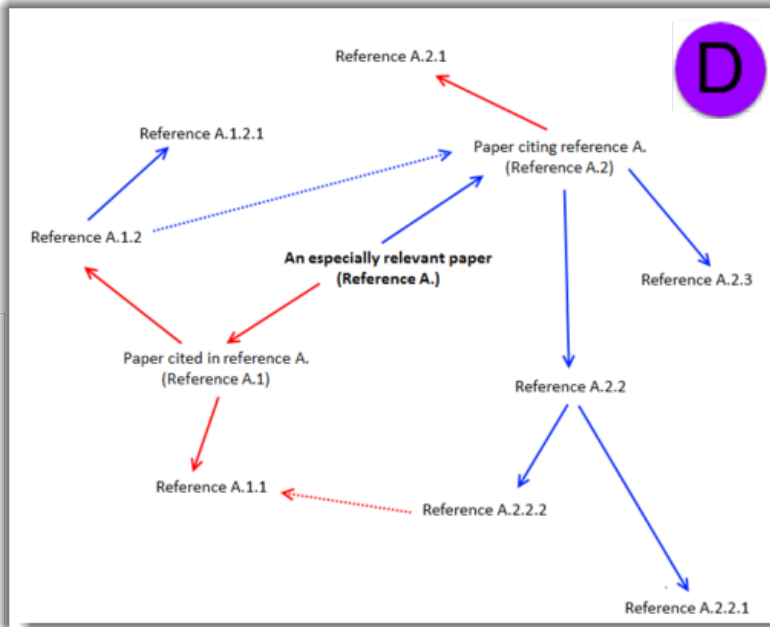 Reference A.2.1
D
Reference A.1.2.1
Paper citing reference A.
(Reference A.2)
Reference A.1.2
An especially relevant paper
(Reference A.)
Reference A.2.3
Paper cited in reference A.
(Reference A.1)
Reference A.2.2
Reference A.1.1
Reference A.2.2.2
Reference A.2.2.1